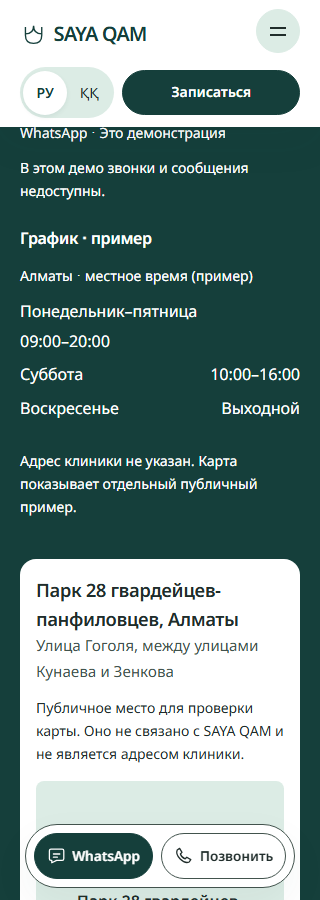 SAYA QAM
РУ
ҚҚ
Записаться
WhatsApp · Это демонстрация
В этом демо звонки и сообщения
недоступны.
График · пример
Алматы · местное время (пример)
Понедельник–пятница
09:00–20:00
Суббота 10:00–16:00
Воскресенье Выходной
Адрес клиники не указан. Карта
показывает отдельный публичный
пример.
Парк 28 гвардейцев-
панфиловцев, Алматы
Улица Гоголя, между улицами
Кунаева и Зенкова
Публичное место для проверки
карты. Оно не связано с SAYA QAM и
не является адресом клиники.
WhatsApp
Позвонить
Парк 28 гвардейцев-